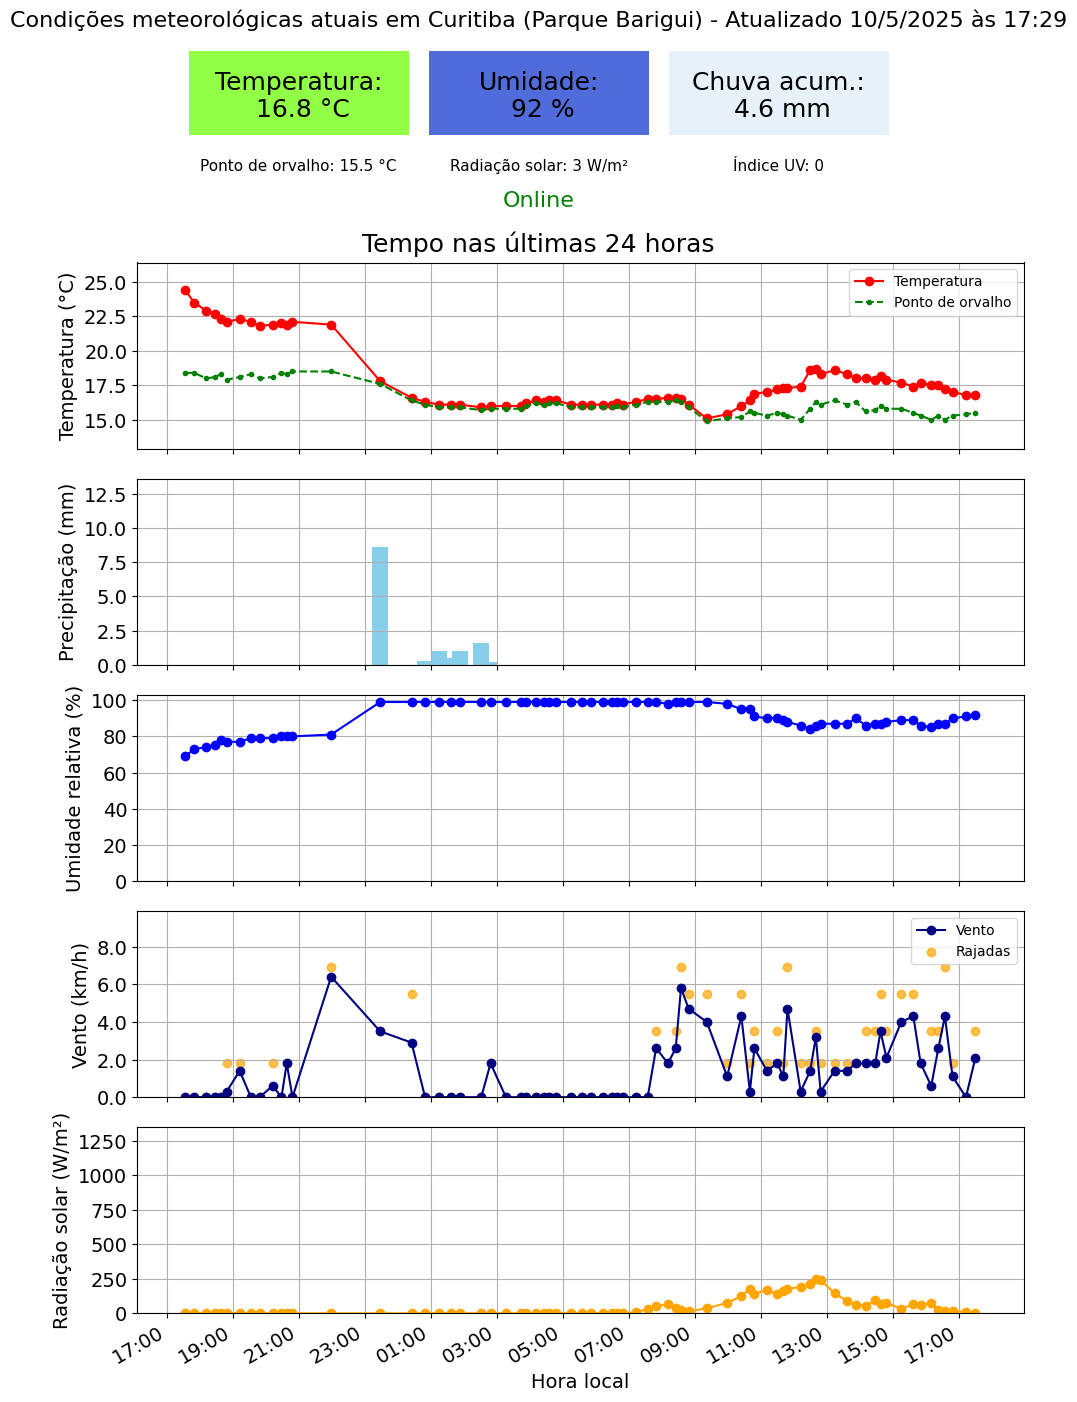 Condições meteorológicas atuais em Curitiba (Parque Barigui) - Atualizado 10/5/2025 às 17:29
Temperatura:
16.8 °C
Umidade:
92 %
Chuva acum.:
4.6 mm
Ponto de orvalho: 15.5 °C
Radiação solar: 3 W/m²
Índice UV: 0
Online
Tempo nas últimas 24 horas
Temperatura (°C)
25.0
22.5
20.0
17.5
15.0
Temperatura
Ponto de orvalho
Precipitação (mm)
12.5
10.0
7.5
5.0
2.5
0.0
Umidade relativa (%)
100
80
60
40
20
0
Vento (km/h)
8.0
6.0
4.0
2.0
0.0
Vento
Rajadas
Radiação solar (W/m²)
1250
1000
750
500
250
0
17:00
19:00
21:00
23:00
01:00
03:00
05:00
07:00
09:00
11:00
13:00
15:00
17:00
Hora local